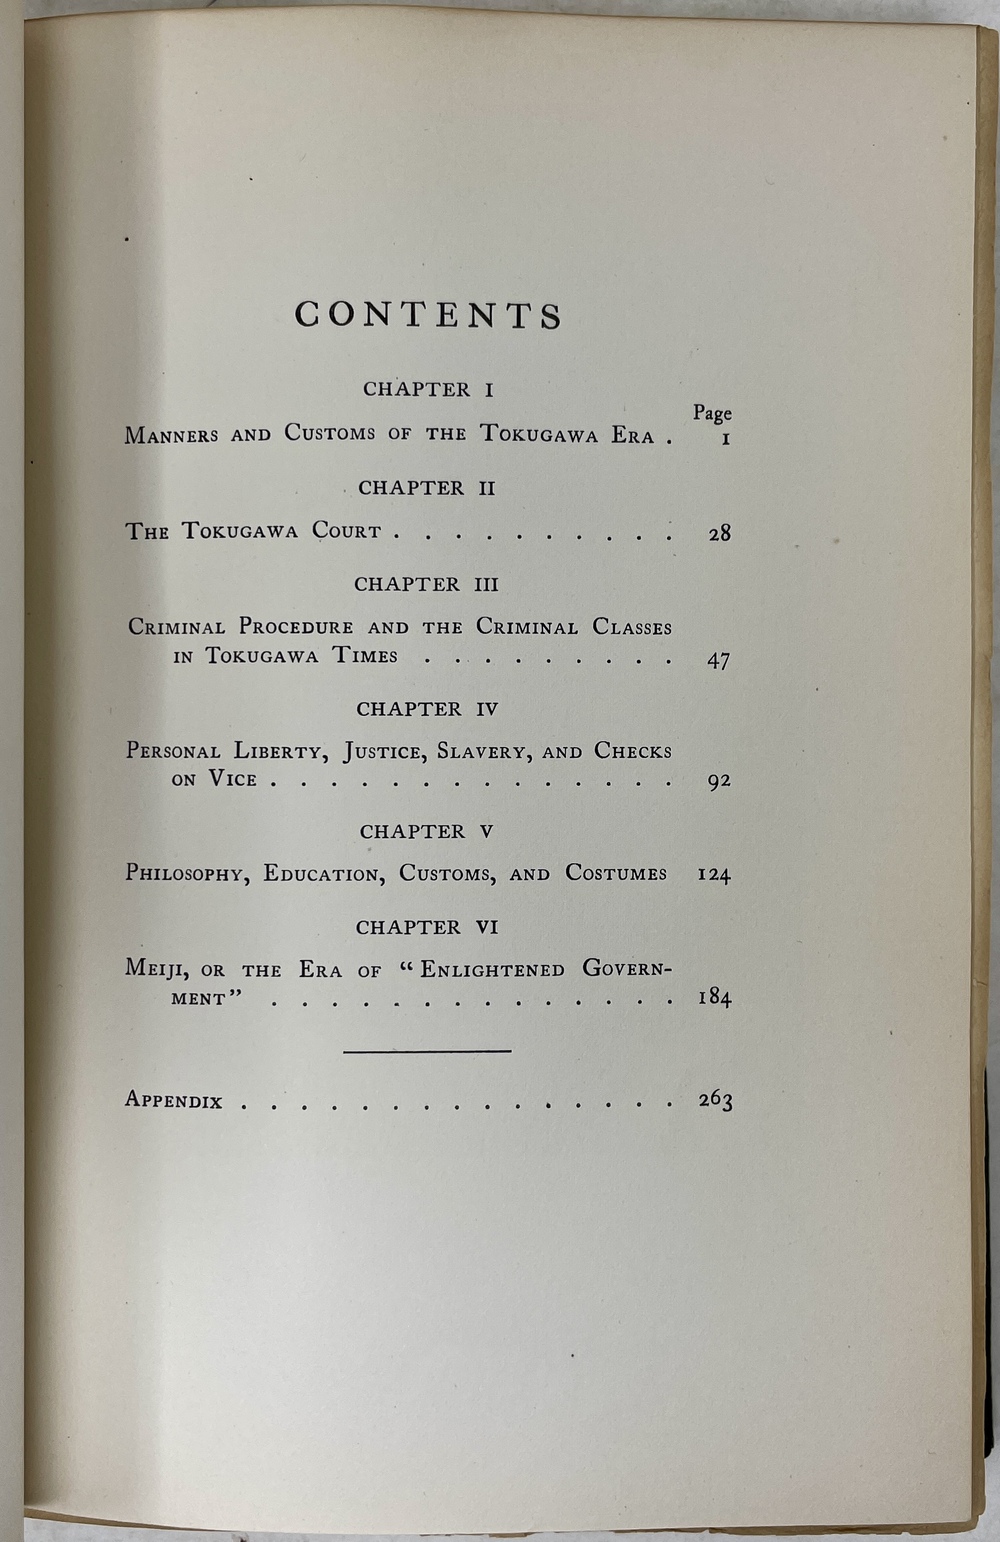 CONTENTS
CHAPTER I
Page
Manners and Customs of the Tokugawa Era . 1
CHAPTER II
The Tokugawa Court . . . . . . . . . . 28
CHAPTER III
Criminal Procedure and the Criminal Classes
in Tokugawa Times . . . . . . . . . 47
CHAPTER IV
Personal Liberty, Justice, Slavery, and Checks
on Vice . . . . . . . . . . . . . . 92
CHAPTER V
Philosophy, Education, Customs, and Costumes 124
CHAPTER VI
Meiji, or the Era of “Enlightened Govern-
ment” . . . . . . . . . . . . . . 184
Appendix . . . . . . . . . . . . . . . 263